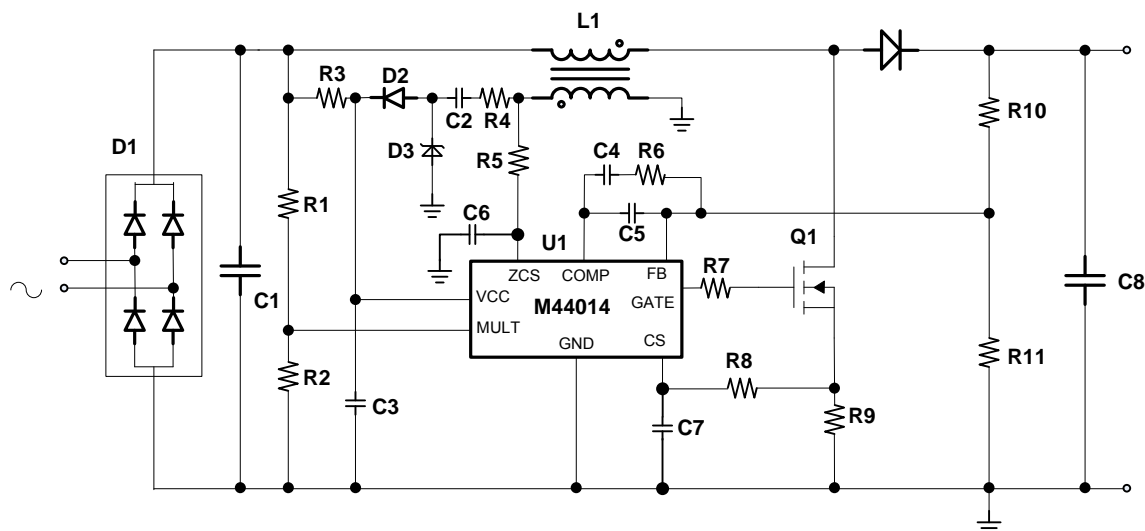 L1
R3
D2
C2
R4
R10
D1
D3
R5
C4
R6
R1
C6
C5
U1
Q1
ZCS
COMP
FB
R7
VCC
M44014
GATE
C1
C8
MULT
GND
CS
R2
R8
R11
C3
C7
R9